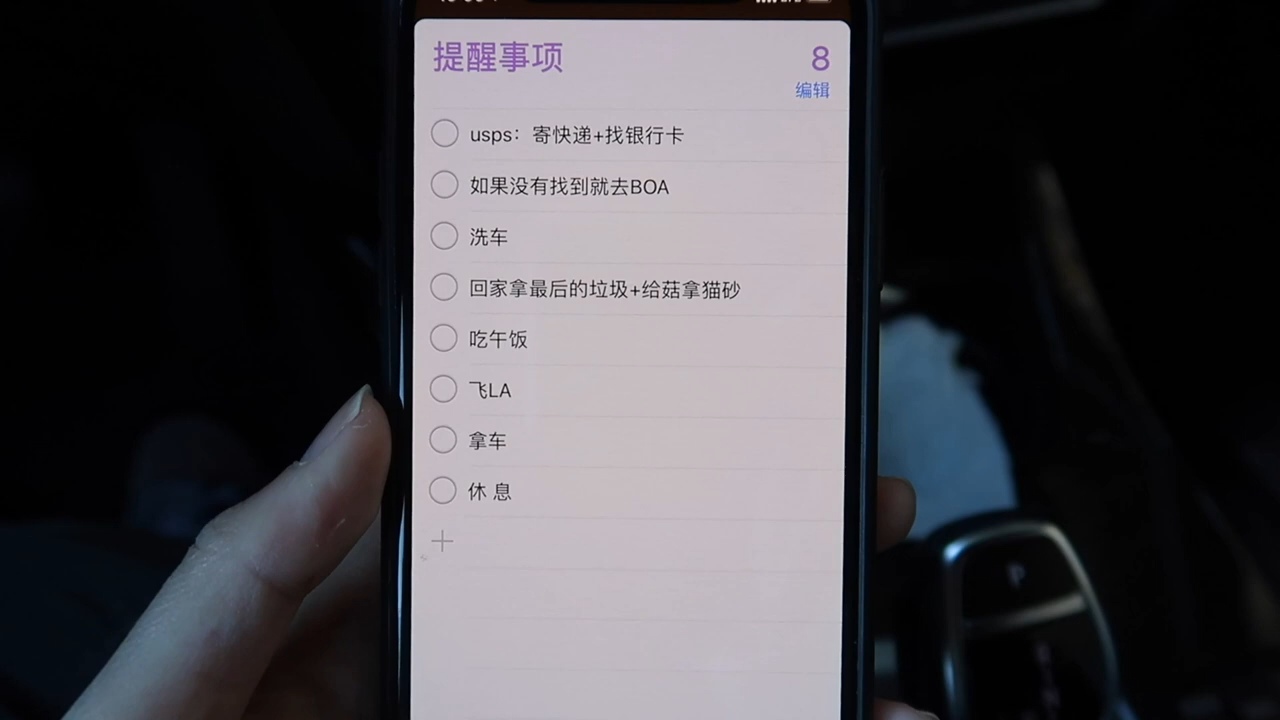 提醒事项
8
编辑
usps：寄快递+找银行卡
如果没有找到就去BOA
洗车
回家拿最后的垃圾+给菇拿猫砂
吃午饭
飞LA
拿车
休 息
P